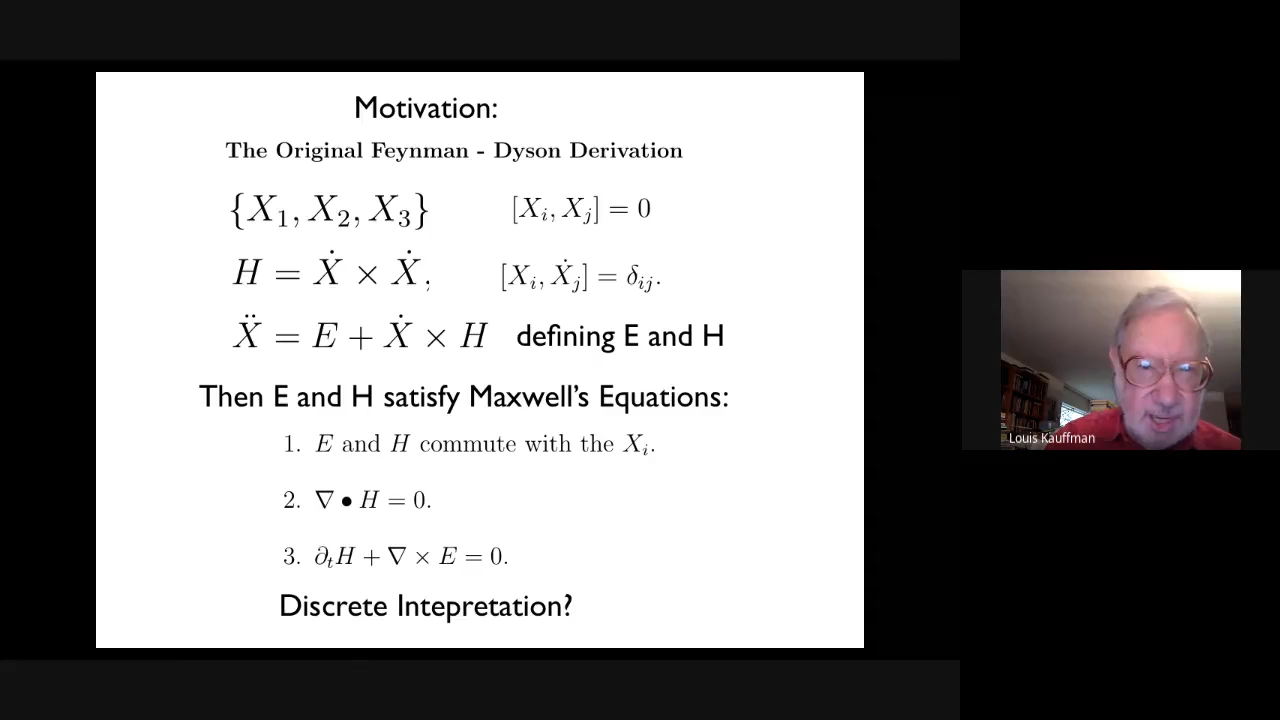 Motivation:
The Original Feynman - Dyson Derivation
{X₁, X₂, X₃} [Xᵢ, Xⱼ] = 0
H = Ẋ × Ẋ, [Xᵢ, Ẋⱼ] = δᵢⱼ.
Ẍ = E + Ẋ × H defining E and H
Then E and H satisfy Maxwell's Equations:
1. E and H commute with the Xᵢ.
2. ∇ • H = 0.
3. ∂ₜH + ∇ × E = 0.
Discrete Intepretation?
Louis Kauffman